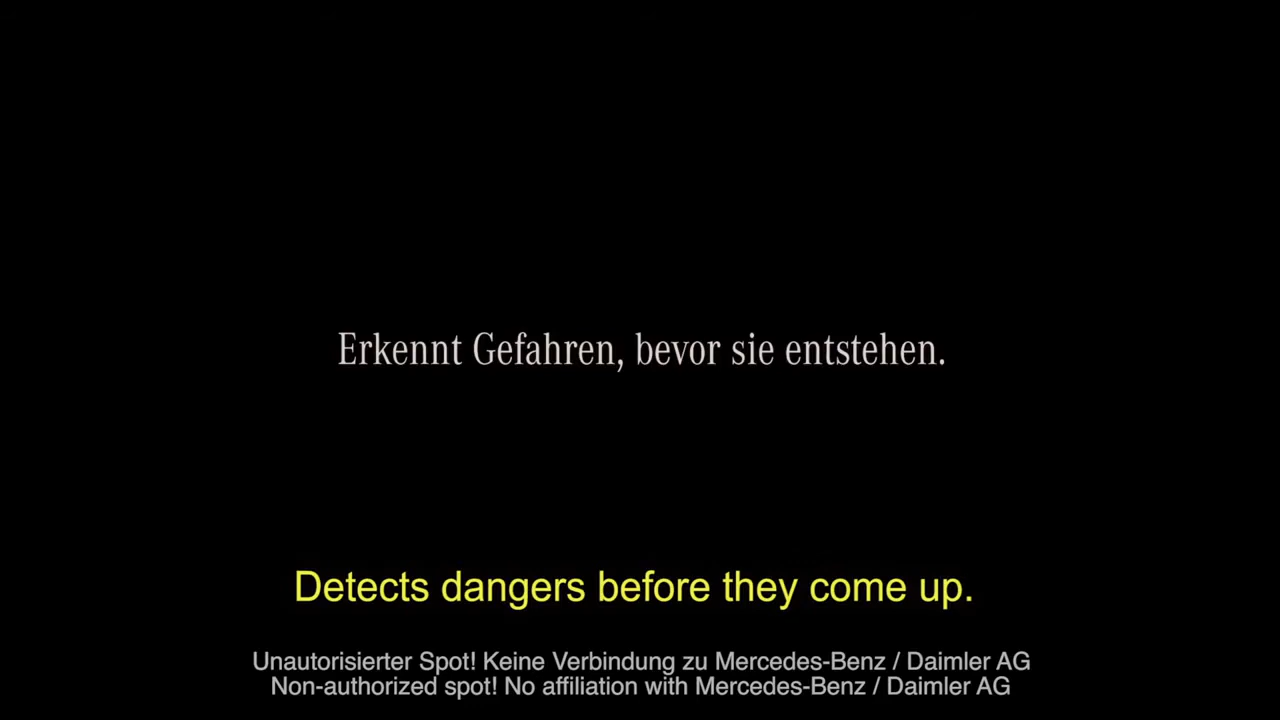 Erkennt Gefahren, bevor sie entstehen.
Detects dangers before they come up.
Unautorisierter Spot! Keine Verbindung zu Mercedes-Benz / Daimler AG
Non-authorized spot! No affiliation with Mercedes-Benz / Daimler AG